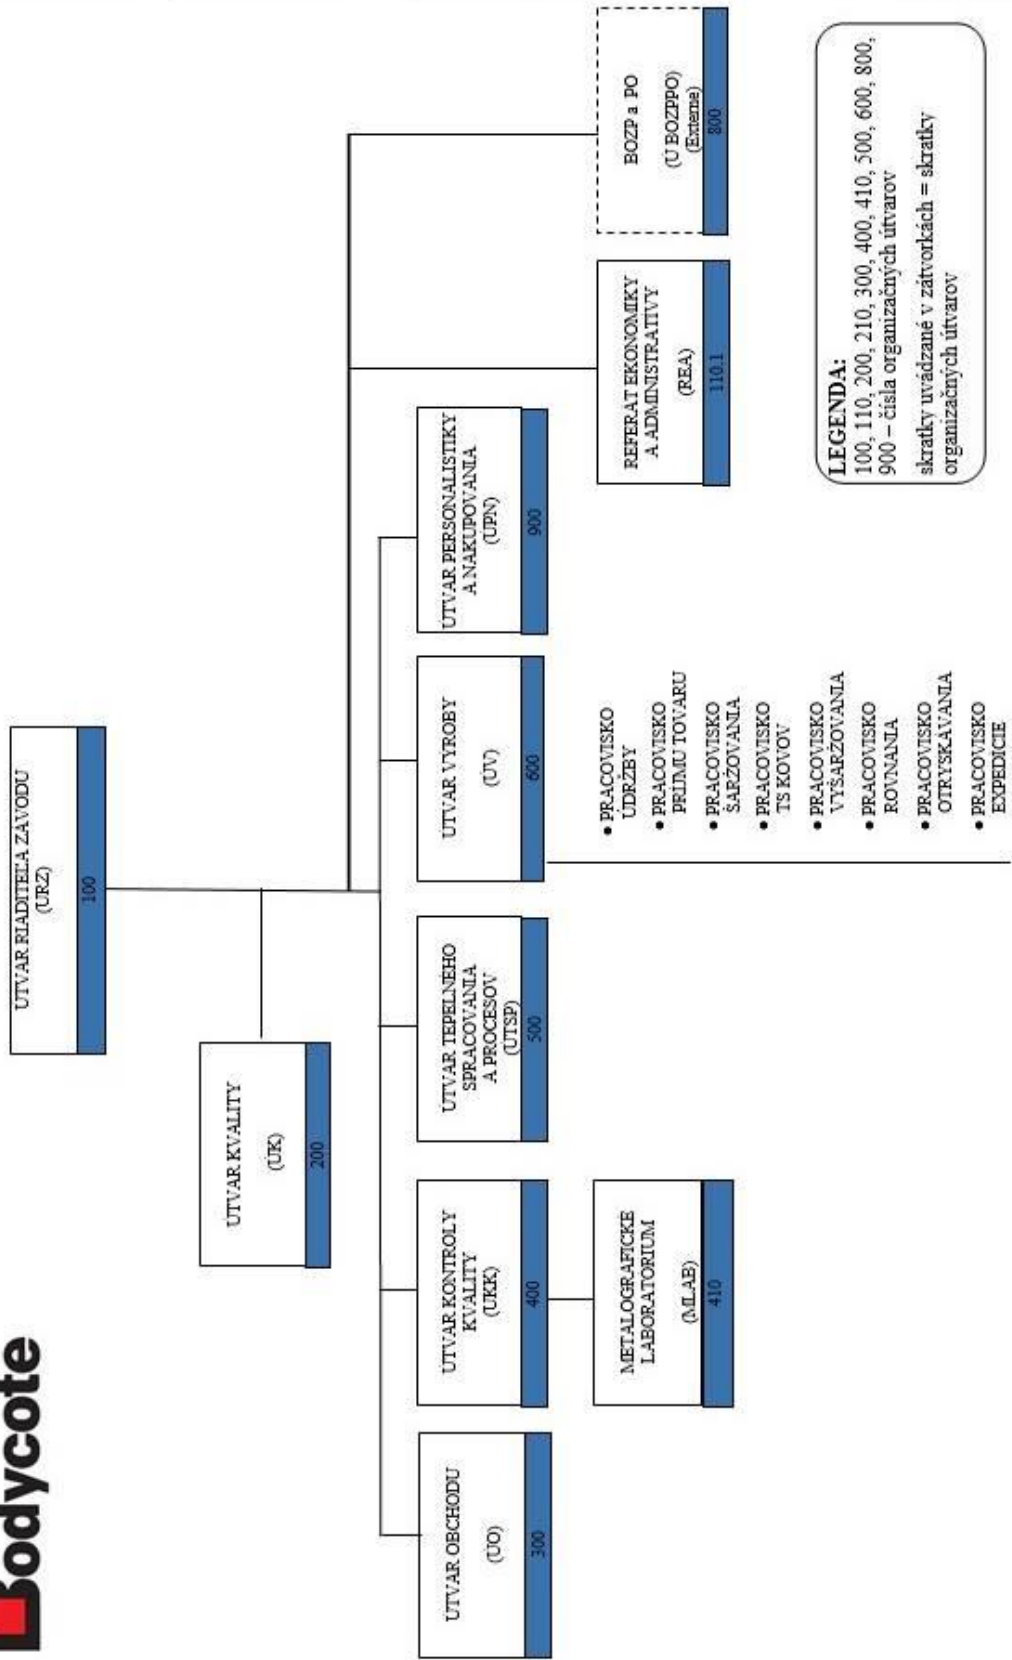 Bodycote
ÚTVAR RIADITEĽA ZÁVODU
(ÚRZ)
100
ÚTVAR KVALITY
(ÚK)
200
ÚTVAR OBCHODU
(ÚO)
300
ÚTVAR KONTROLY
KVALITY
(ÚKK)
400
ÚTVAR TEPELNÉHO
SPRACOVANIA
A PROCESOV
(ÚTSP)
500
ÚTVAR VÝROBY
(ÚV)
600
ÚTVAR PERSONALISTIKY
A NAKUPOVANIA
(ÚPN)
900
METALOGRAFICKÉ
LABORATÓRIUM
(MLAB)
410
• PRACOVISKO
ÚDRŽBY
• PRACOVISKO
PRÍJMU TOVARU
• PRACOVISKO
ŠARŽOVANIA
• PRACOVISKO
TS KOVOV
• PRACOVISKO
VYŠARŽOVANIA
• PRACOVISKO
ROVNANIA
• PRACOVISKO
OTRYSKÁVANIA
• PRACOVISKO
EXPEDÍCIE
REFERÁT EKONOMIKY
A ADMINISTRATÍVY
(REA)
110.1
BOZP a PO
(Ú BOZPPO)
(Externe)
800
LEGENDA:
100, 110, 200, 210, 300, 400, 410, 500, 600, 800,
900 – čísla organizačných útvarov
skratky uvádzané v zátvorkách = skratky
organizačných útvarov